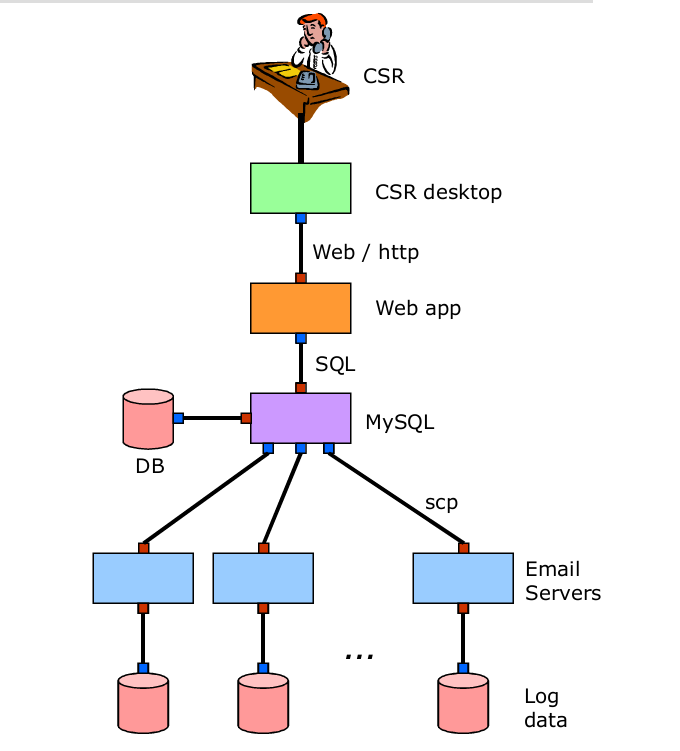 CSR
CSR desktop
Web / http
Web app
SQL
MySQL
DB
scp
Email
Servers
...
Log
data